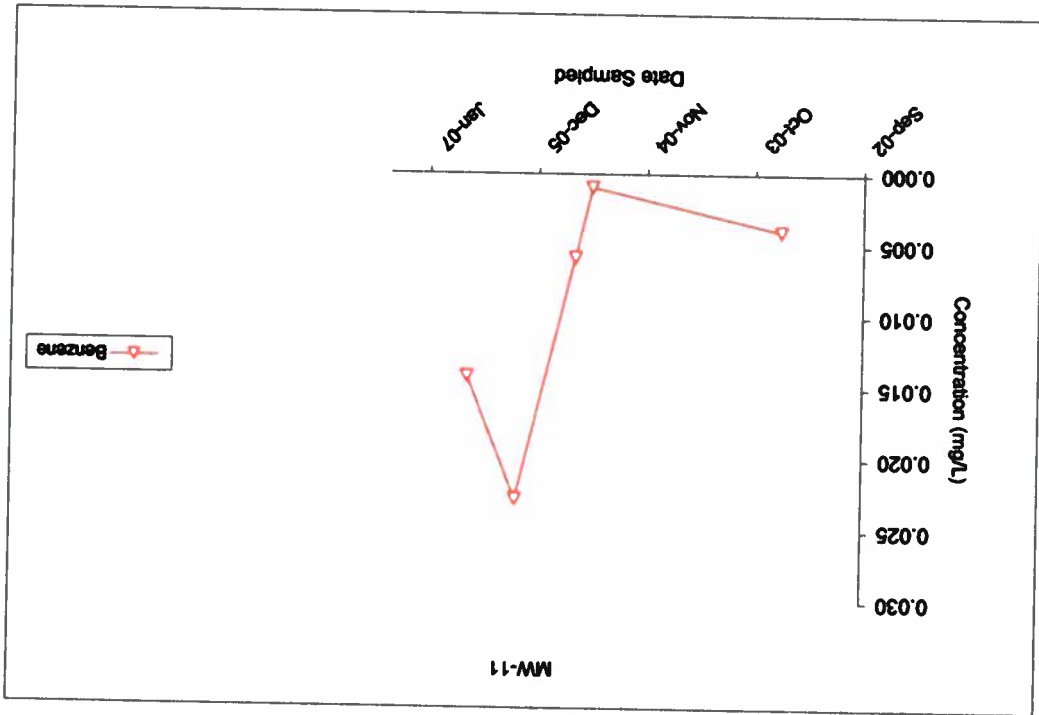 MW-11
0.030
0.025
0.020
0.015
0.010
0.005
0.000
Concentration (mg/L)
Sep-02
Oct-03
Nov-04
Dec-05
Jan-07
Date Sampled
Benzene